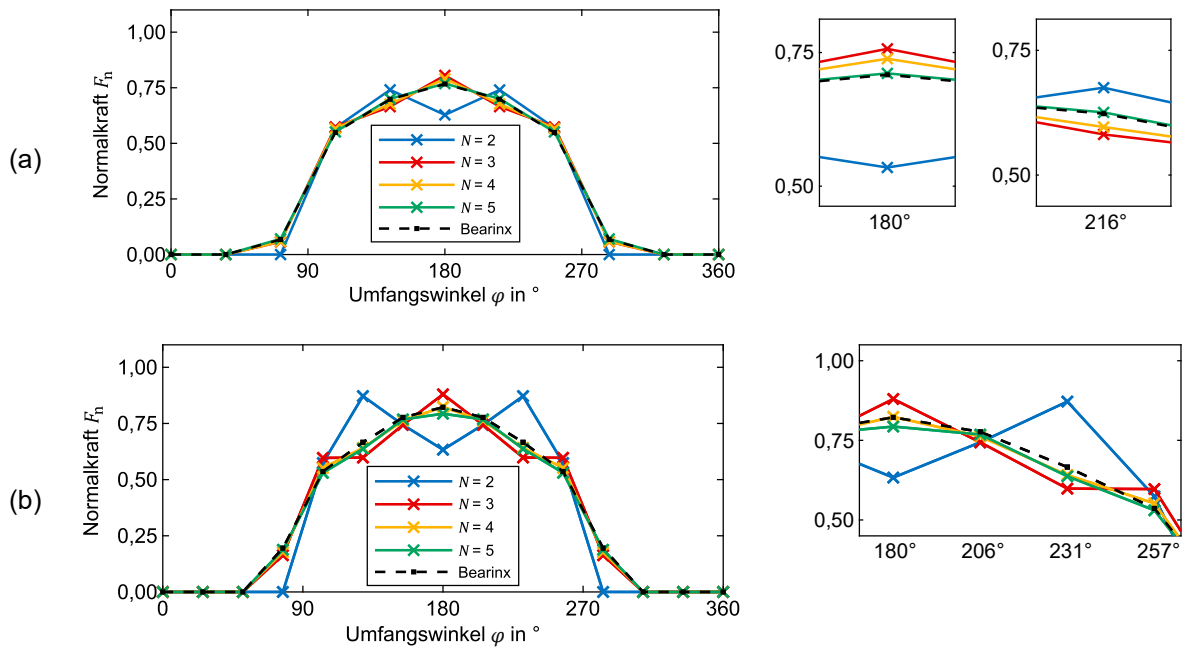 (a)
Normalkraft Fn
1,00
0,75
0,50
0,25
0,00
0 90 180 270 360
Umfangswinkel φ in °
N = 2
N = 3
N = 4
N = 5
Bearinx
0,75
0,50
180°
0,75
0,50
216°
(b)
Normalkraft Fn
1,00
0,75
0,50
0,25
0,00
0 90 180 270 360
Umfangswinkel φ in °
N = 2
N = 3
N = 4
N = 5
Bearinx
1,00
0,75
0,50
180° 206° 231° 257°